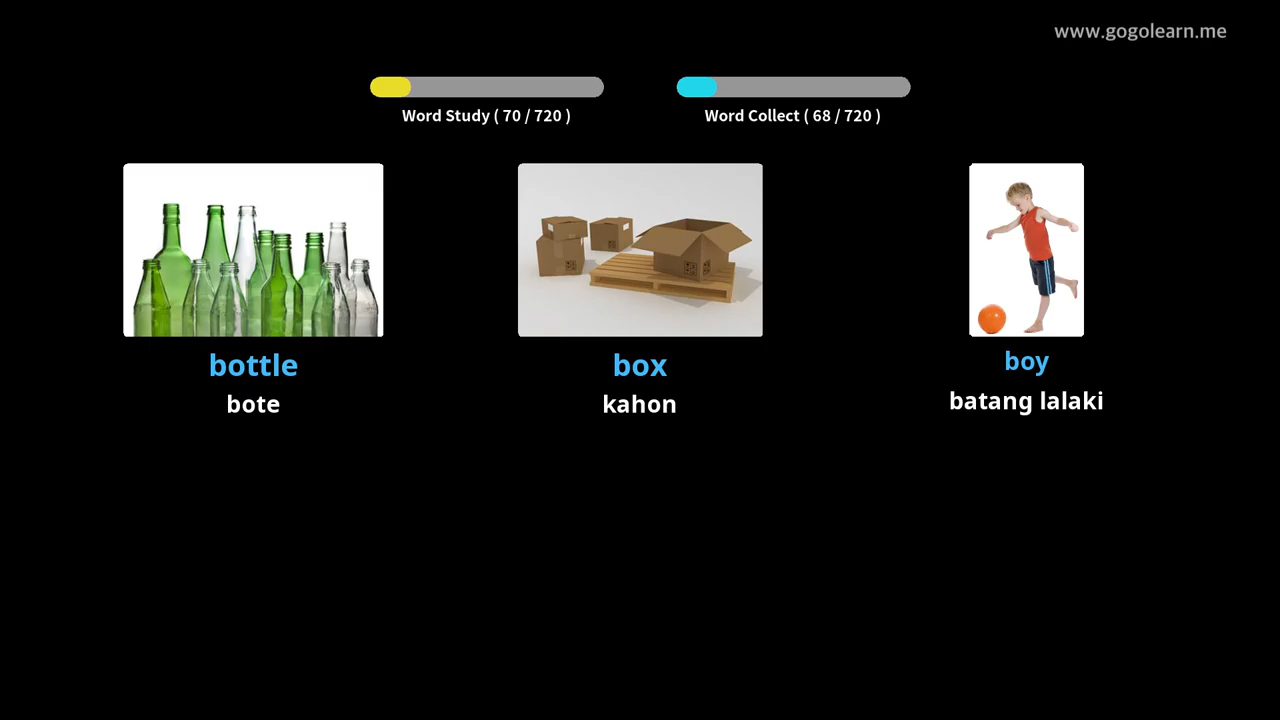 www.gogolearn.me
Word Study ( 70 / 720 )
Word Collect ( 68 / 720 )
bottle
bote
box
kahon
boy
batang lalaki